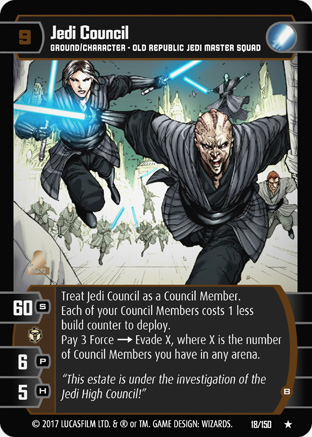 9
Jedi Council
GROUND/CHARACTER - OLD REPUBLIC JEDI MASTER SQUAD
60 S
6 P
5 H
Treat Jedi Council as a Council Member.
Each of your Council Members costs 1 less
build counter to deploy.
Pay 3 Force → Evade X, where X is the number
of Council Members you have in any arena.
“This estate is under the investigation of the
Jedi High Council!”
B
© 2017 LUCASFILM LTD. & ® or TM. GAME DESIGN: WIZARDS. 18/150 ★